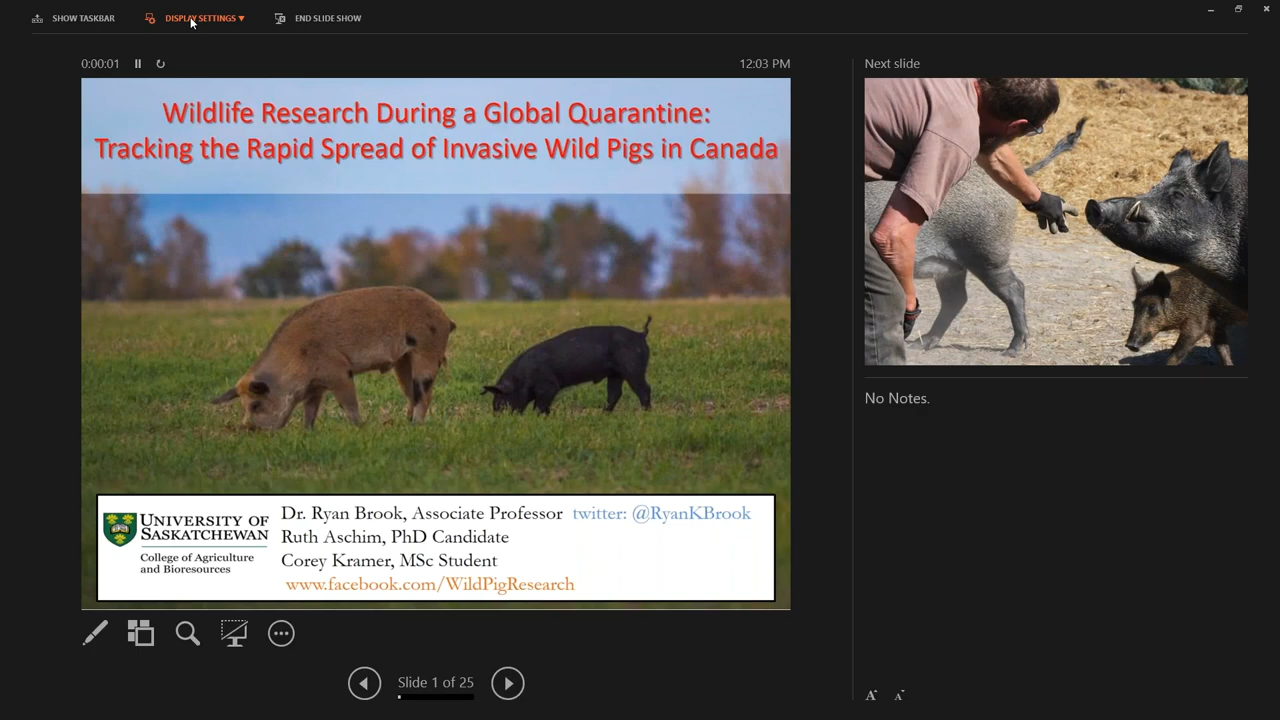 SHOW TASKBAR
DISPLAY SETTINGS ▼
END SLIDE SHOW
0:00:01
12:03 PM
Next slide
Wildlife Research During a Global Quarantine:
Tracking the Rapid Spread of Invasive Wild Pigs in Canada
UNIVERSITY OF
SASKATCHEWAN
College of Agriculture
and Bioresources
Dr. Ryan Brook, Associate Professor twitter: @RyanKBrook
Ruth Aschim, PhD Candidate
Corey Kramer, MSc Student
www.facebook.com/WildPigResearch
No Notes.
Slide 1 of 25
A A